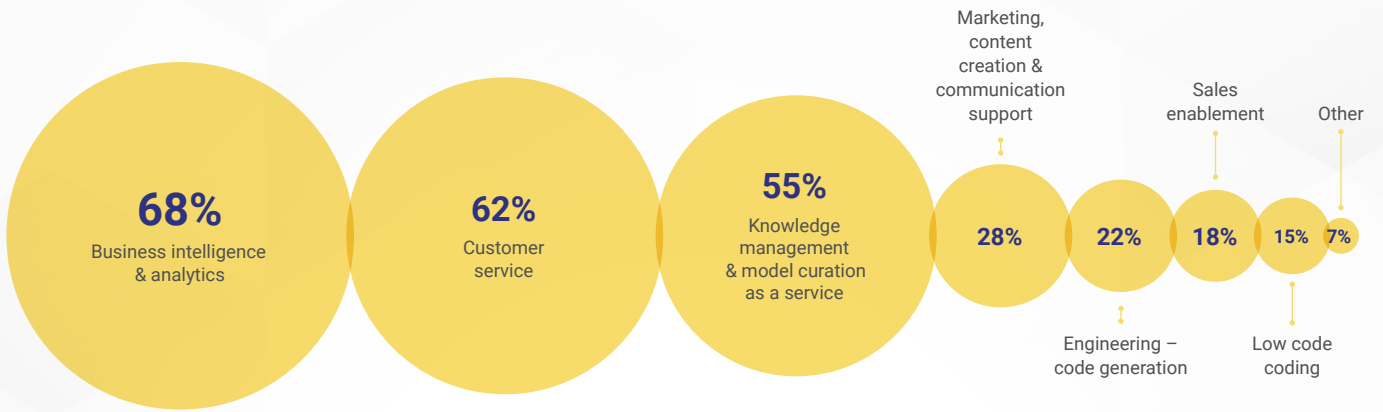 68%
Business intelligence
& analytics
62%
Customer
service
55%
Knowledge
management
& model curation
as a service
Marketing,
content
creation &
communication
support
28%
22%
Engineering –
code generation
Sales
enablement
18%
15%
Low code
coding
Other
7%